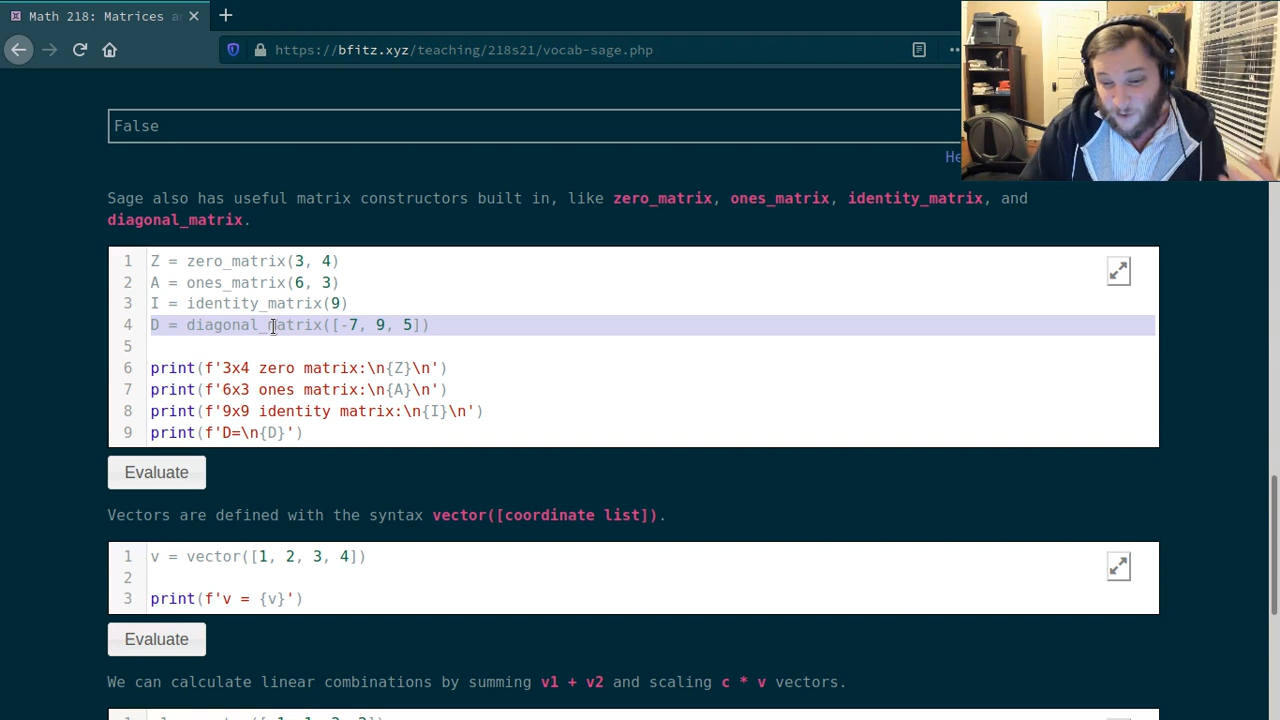 Math 218: Matrices a
https://bfitz.xyz/teaching/218s21/vocab-sage.php
False
He
Sage also has useful matrix constructors built in, like zero_matrix, ones_matrix, identity_matrix, and
diagonal_matrix.
1 Z = zero_matrix(3, 4)
2 A = ones_matrix(6, 3)
3 I = identity_matrix(9)
4 D = diagonal_matrix([-7, 9, 5])
5
6 print(f'3x4 zero matrix:\n{Z}\n')
7 print(f'6x3 ones matrix:\n{A}\n')
8 print(f'9x9 identity matrix:\n{I}\n')
9 print(f'D=\n{D}')
Evaluate
Vectors are defined with the syntax vector([coordinate list]).
1 v = vector([1, 2, 3, 4])
2
3 print(f'v = {v}')
Evaluate
We can calculate linear combinations by summing v1 + v2 and scaling c * v vectors.